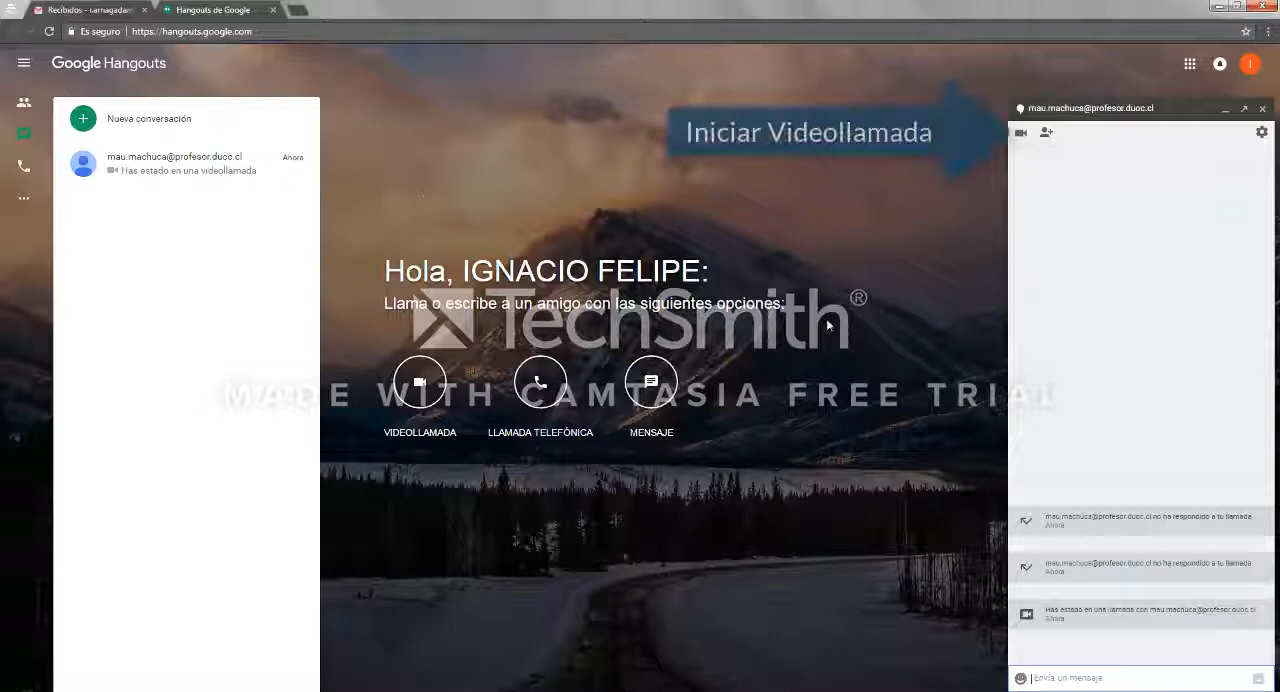 Recibidos - iamagadam
Hangouts de Google
Es seguro | https://hangouts.google.com
Google Hangouts
I
Nueva conversación
mau.machuca@profesor.duoc.cl
Ahora
Has estado en una videollamada
Iniciar Videollamada
Hola, IGNACIO FELIPE:
Llama o escribe a un amigo con las siguientes opciones:
TechSmith®
MADE WITH CAMTASIA FREE TRIAL
VIDEOLLAMADA
LLAMADA TELEFÓNICA
MENSAJE
mau.machuca@profesor.duoc.cl
mau.machuca@profesor.duoc.cl no ha respondido a tu llamada
Ahora
mau.machuca@profesor.duoc.cl no ha respondido a tu llamada
Ahora
Has estado en una llamada con mau.machuca@profesor.duoc.cl
Ahora
Envía un mensaje